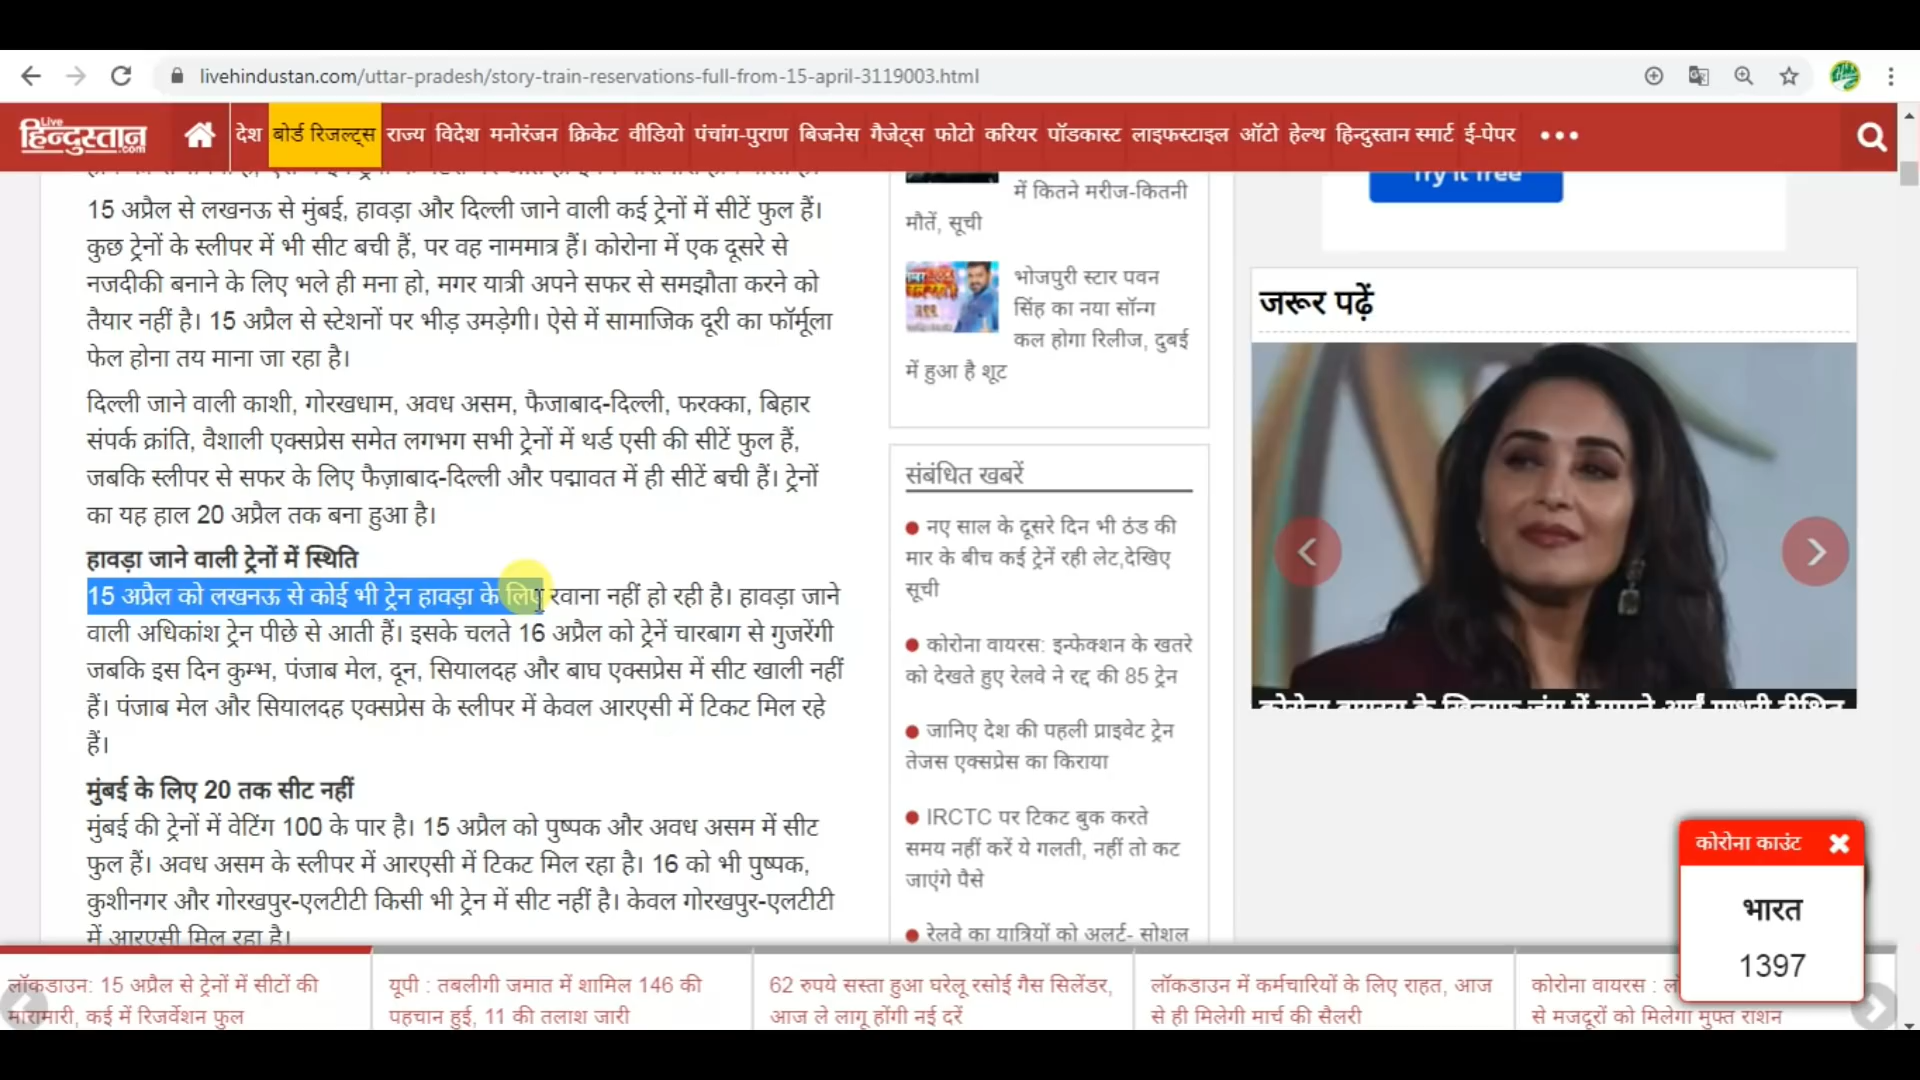 livehindustan.com/uttar-pradesh/story-train-reservations-full-from-15-april-3119003.html
Live
हिन्दुस्तान
.com
देश बोर्ड रिजल्ट्स राज्य विदेश मनोरंजन क्रिकेट वीडियो पंचांग-पुराण बिजनेस गैजेट्स फोटो करियर पॉडकास्ट लाइफस्टाइल ऑटो हेल्थ हिन्दुस्तान स्मार्ट ई-पेपर
15 अप्रैल से लखनऊ से मुंबई, हावड़ा और दिल्ली जाने वाली कई ट्रेनों में सीटें फुल हैं।
कुछ ट्रेनों के स्लीपर में भी सीट बची हैं, पर वह नाममात्र हैं। कोरोना में एक दूसरे से
नजदीकी बनाने के लिए भले ही मना हो, मगर यात्री अपने सफर से समझौता करने को
तैयार नहीं है। 15 अप्रैल से स्टेशनों पर भीड़ उमड़ेगी। ऐसे में सामाजिक दूरी का फॉर्मूला
फेल होना तय माना जा रहा है।
दिल्ली जाने वाली काशी, गोरखधाम, अवध असम, फैजाबाद-दिल्ली, फरक्का, बिहार
संपर्क क्रांति, वैशाली एक्सप्रेस समेत लगभग सभी ट्रेनों में थर्ड एसी की सीटें फुल हैं,
जबकि स्लीपर से सफर के लिए फैज़ाबाद-दिल्ली और पद्मावत में ही सीटें बची हैं। ट्रेनों
का यह हाल 20 अप्रैल तक बना हुआ है।
हावड़ा जाने वाली ट्रेनों में स्थिति
15 अप्रैल को लखनऊ से कोई भी ट्रेन हावड़ा के लिए रवाना नहीं हो रही है। हावड़ा जाने
वाली अधिकांश ट्रेन पीछे से आती हैं। इसके चलते 16 अप्रैल को ट्रेनें चारबाग से गुजरेंगी
जबकि इस दिन कुम्भ, पंजाब मेल, दून, सियालदह और बाघ एक्सप्रेस में सीट खाली नहीं
हैं। पंजाब मेल और सियालदह एक्सप्रेस के स्लीपर में केवल आरएसी में टिकट मिल रहे
हैं।
मुंबई के लिए 20 तक सीट नहीं
मुंबई की ट्रेनों में वेटिंग 100 के पार है। 15 अप्रैल को पुष्पक और अवध असम में सीट
फुल हैं। अवध असम के स्लीपर में आरएसी में टिकट मिल रहा है। 16 को भी पुष्पक,
कुशीनगर और गोरखपुर-एलटीटी किसी भी ट्रेन में सीट नहीं है। केवल गोरखपुर-एलटीटी
में आरएसी मिल रहा है।
में कितने मरीज-कितनी
मौतें, सूची
भोजपुरी स्टार पवन
सिंह का नया सॉन्ग
कल होगा रिलीज, दुबई
में हुआ है शूट
संबंधित खबरें
नए साल के दूसरे दिन भी ठंड की
मार के बीच कई ट्रेनें रही लेट,देखिए
सूची
कोरोना वायरस: इन्फेक्शन के खतरे
को देखते हुए रेलवे ने रद्द की 85 ट्रेन
जानिए देश की पहली प्राइवेट ट्रेन
तेजस एक्सप्रेस का किराया
IRCTC पर टिकट बुक करते
समय नहीं करें ये गलती, नहीं तो कट
जाएंगे पैसे
रेलवे का यात्रियों को अलर्ट- सोशल
Try it free
जरूर पढ़ें
कोरोना काउंट
भारत
1397
लॉकडाउन: 15 अप्रैल से ट्रेनों में सीटों की
मारामारी, कई में रिजर्वेशन फुल
यूपी : तबलीगी जमात में शामिल 146 की
पहचान हुई, 11 की तलाश जारी
62 रुपये सस्ता हुआ घरेलू रसोई गैस सिलेंडर,
आज ले लागू होंगी नई दरें
लॉकडाउन में कर्मचारियों के लिए राहत, आज
से ही मिलेगी मार्च की सैलरी
कोरोना वायरस :
से मजदूरों को मिलेगा मुफ्त राशन